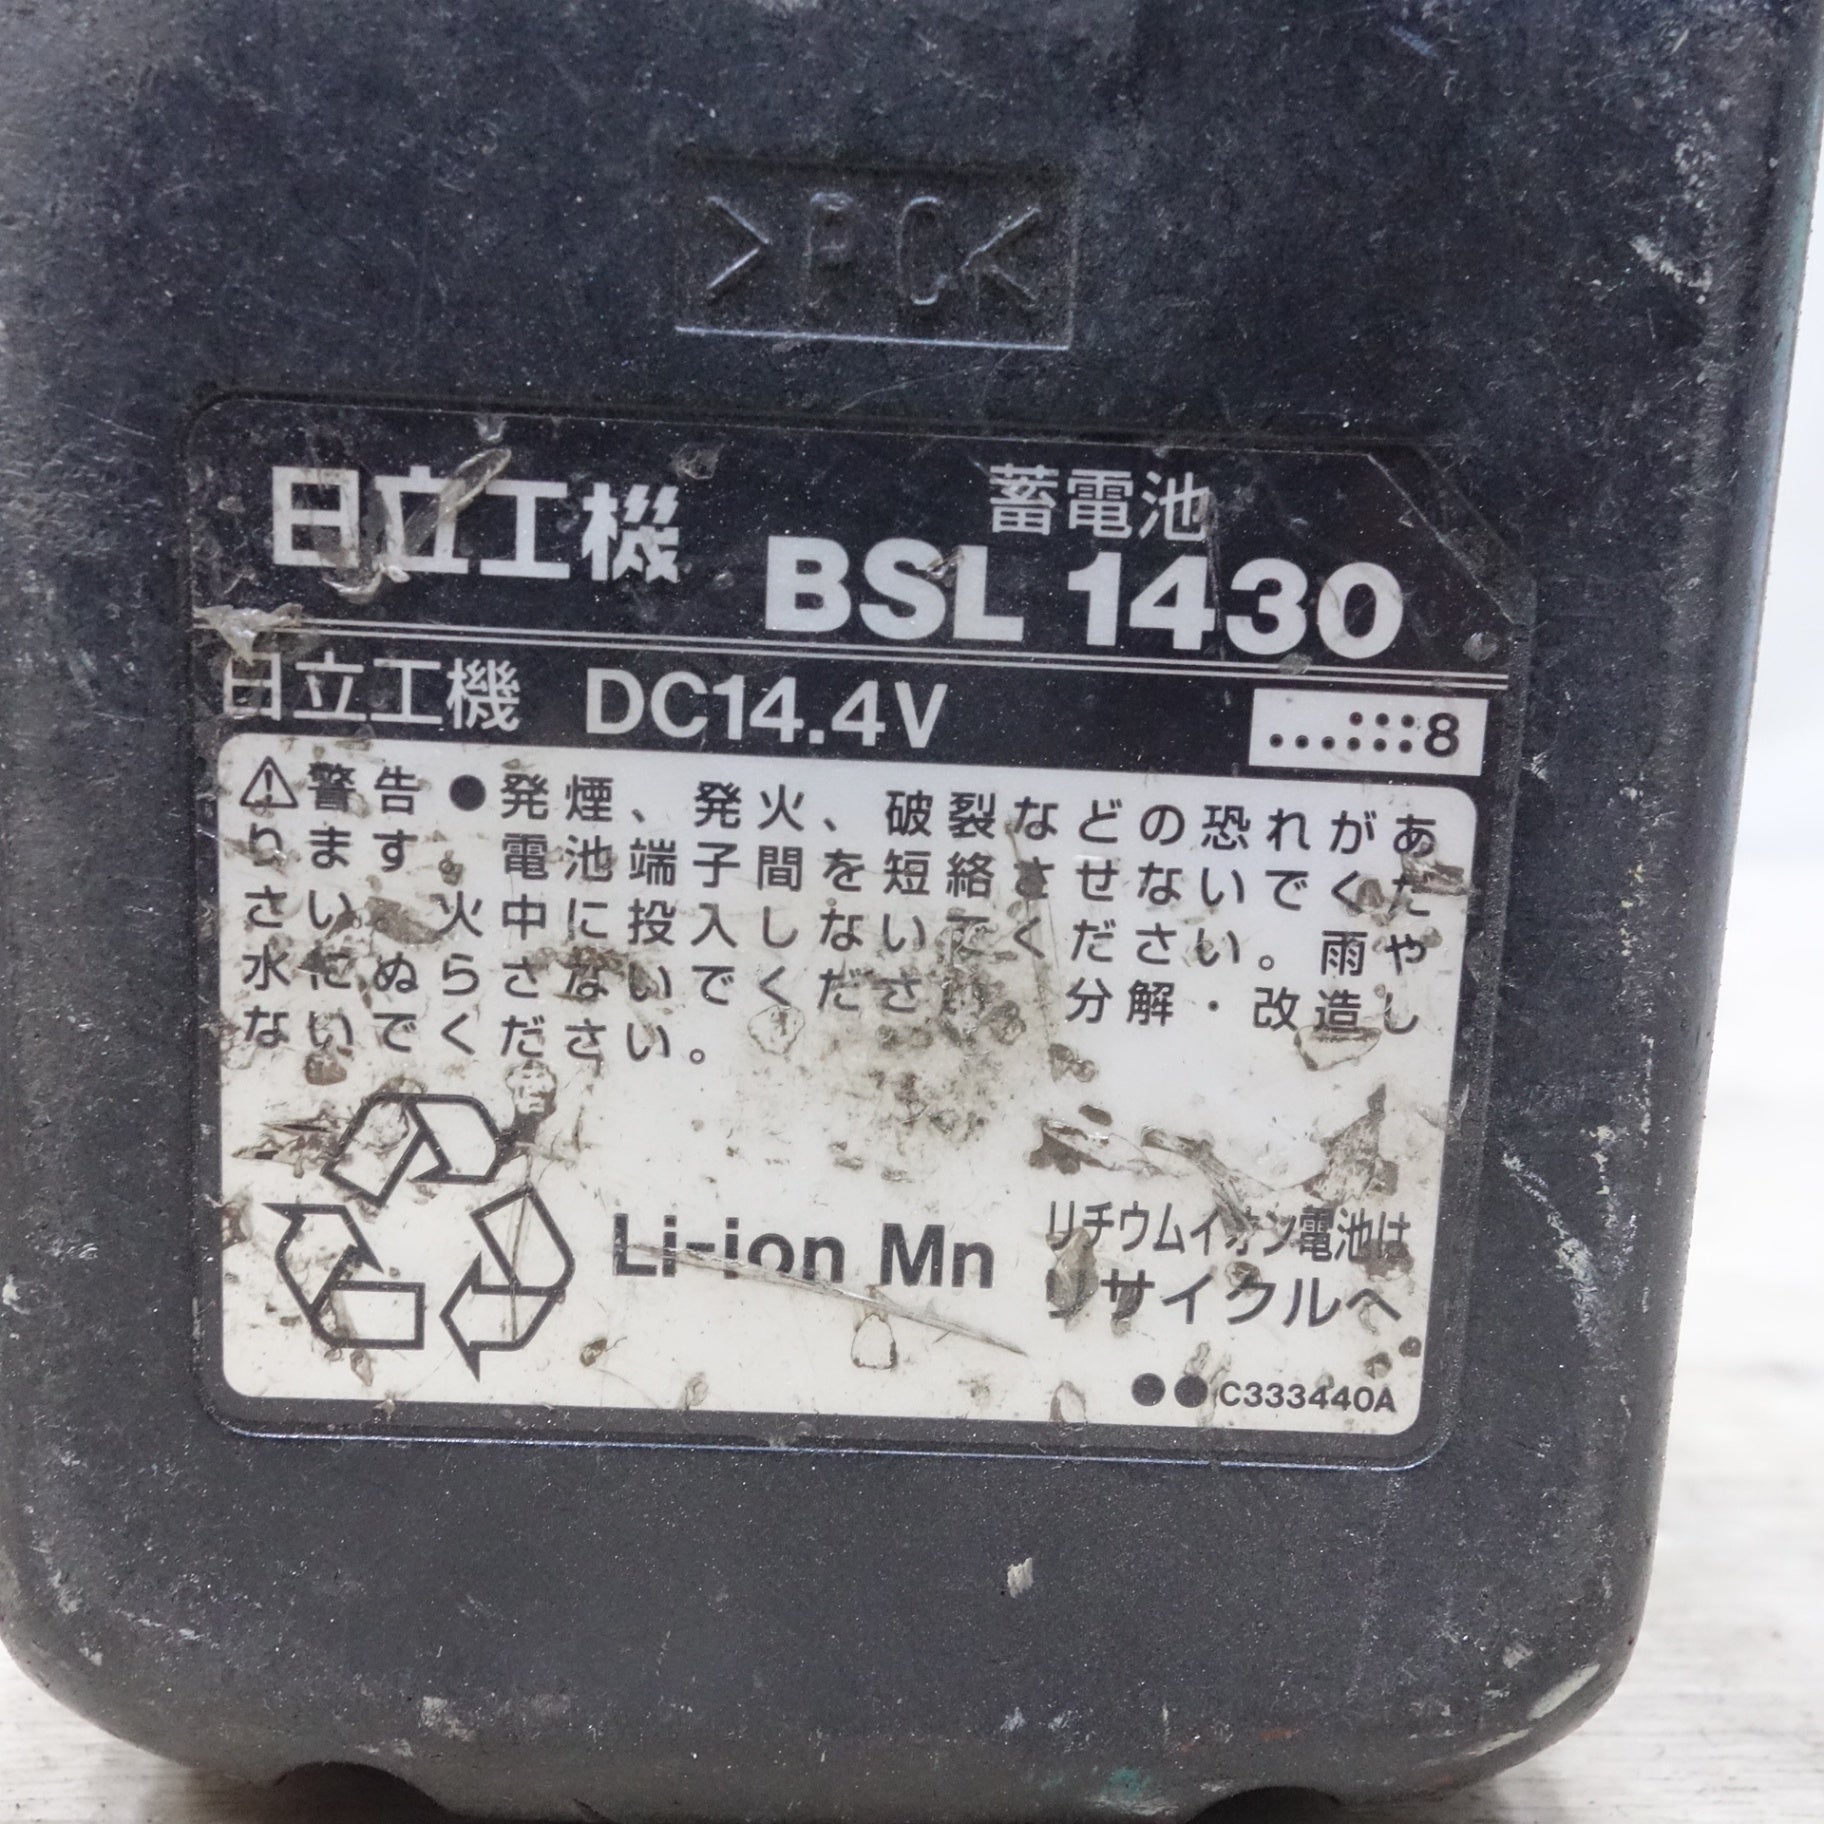 >PC<
日立工機
蓄電池
BSL 1430
日立工機 DC14.4V
8
⚠警告 ●発煙、発火、破裂などの恐れがあ
ります。電池端子間を短絡させないでくだ
さい。火中に投入しないでください。雨や
水にぬらさないでください。分解・改造し
ないでください。
Li-ion Mn
リチウムイオン電池は
リサイクルへ
●●C333440A